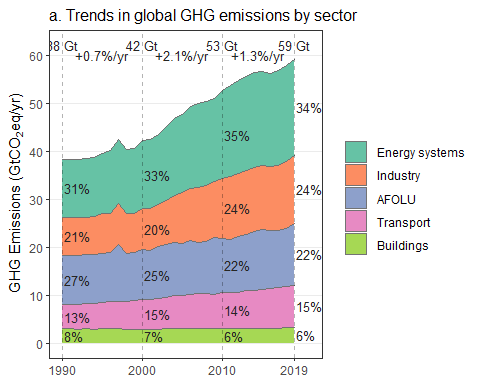 a. Trends in global GHG emissions by sector
38 Gt 42 Gt 53 Gt 59 Gt
+0.7%/yr +2.1%/yr +1.3%/yr
GHG Emissions (GtCO₂eq/yr)
60
50
40
30
20
10
0
31% 33% 35% 34%
21% 20% 24% 24%
27% 25% 22% 22%
13% 15% 14% 15%
8% 7% 6% 6%
1990 2000 2010 2019
Energy systems
Industry
AFOLU
Transport
Buildings